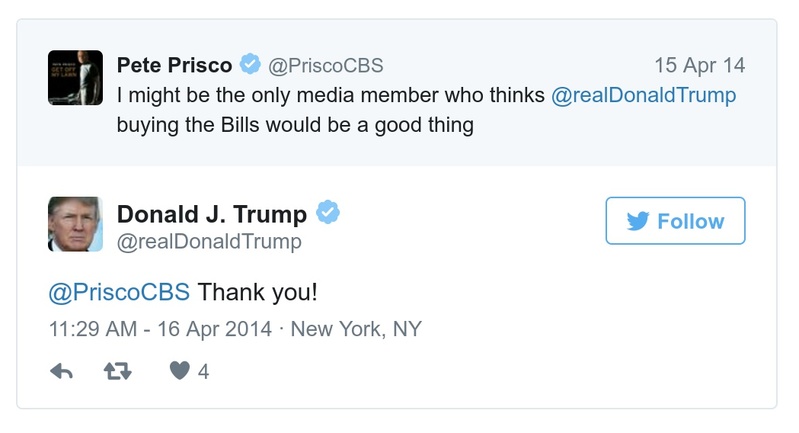 Pete Prisco @PriscoCBS 15 Apr 14
I might be the only media member who thinks @realDonaldTrump
buying the Bills would be a good thing
Donald J. Trump
@realDonaldTrump
Follow
@PriscoCBS Thank you!
11:29 AM - 16 Apr 2014 · New York, NY
4